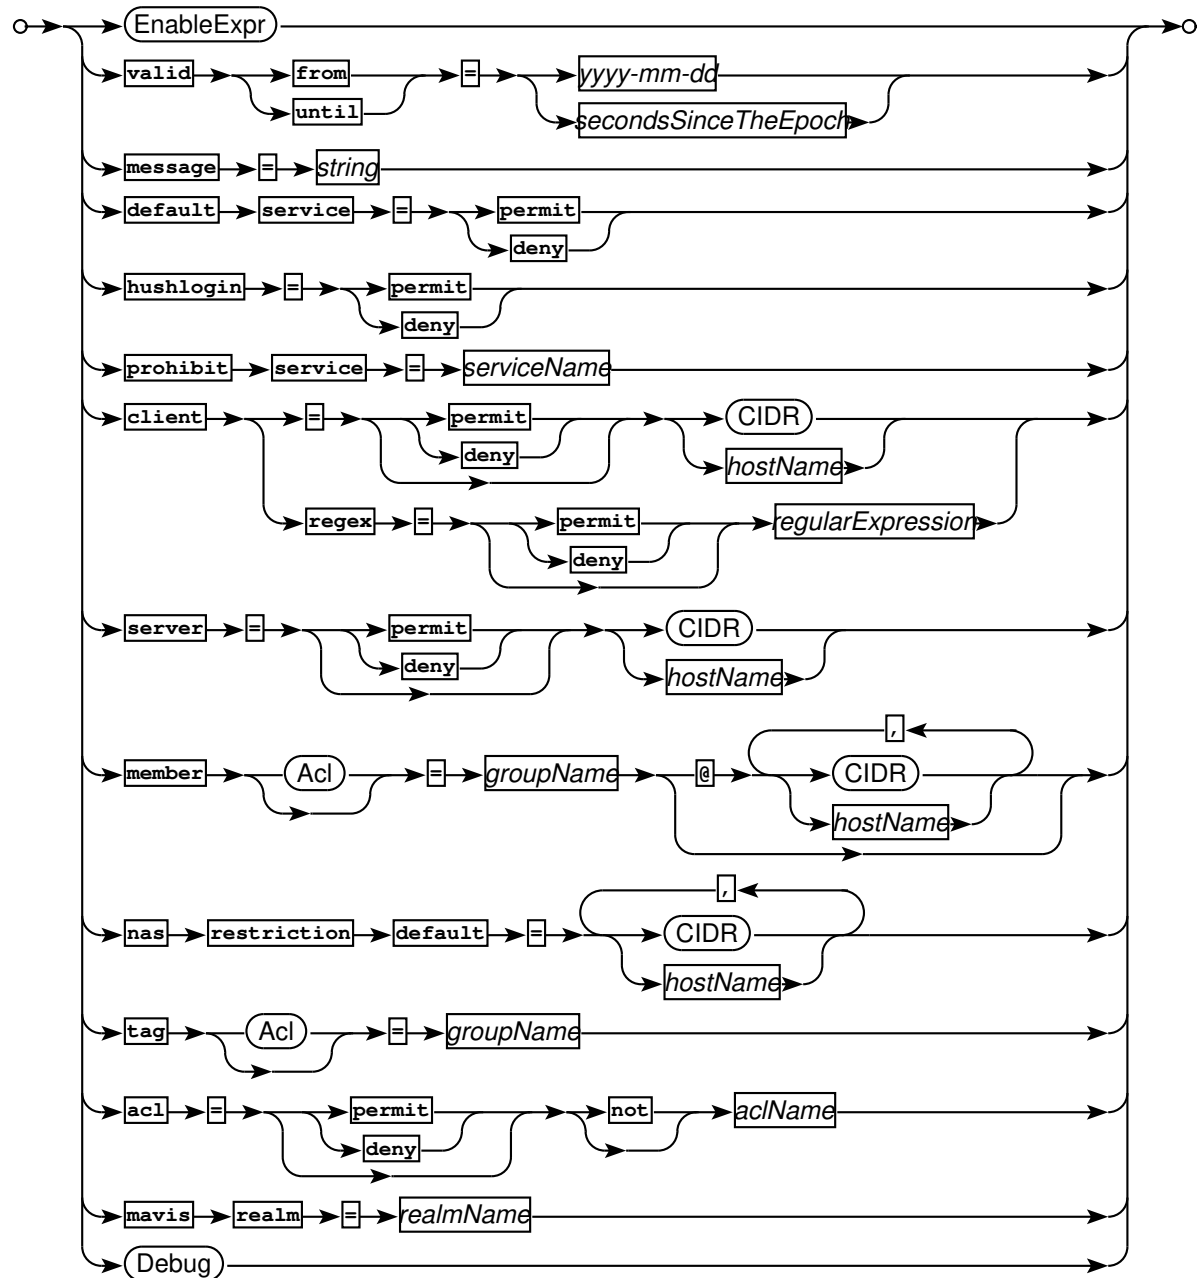 EnableExpr
valid from = yyyy-mm-dd
until secondsSinceTheEpoch
message = string
default service = permit
deny
hushlogin = permit
deny
prohibit service = serviceName
client = permit CIDR
deny hostName
regex = permit regularExpression
deny
server = permit CIDR
deny hostName
,
member Acl = groupName @ CIDR
hostName
,
nas restriction default = CIDR
hostName
tag Acl = groupName
acl = permit not aclName
deny
mavis realm = realmName
Debug